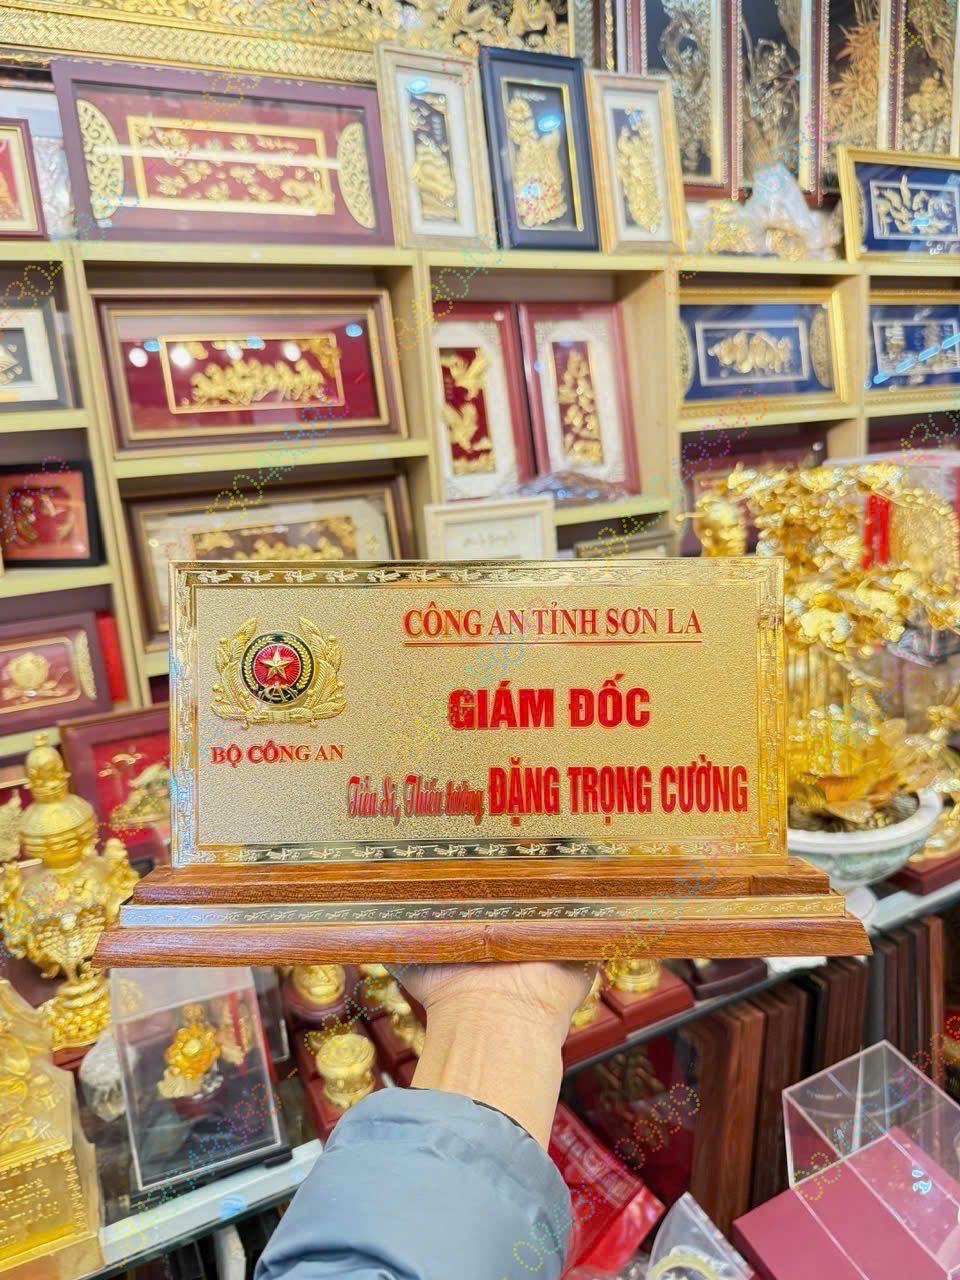 CÔNG AN TỈNH SƠN LA
GIÁM ĐỐC
BỘ CÔNG AN
Tiến Sĩ, Thiếu tướng ĐẶNG TRỌNG CƯỜNG